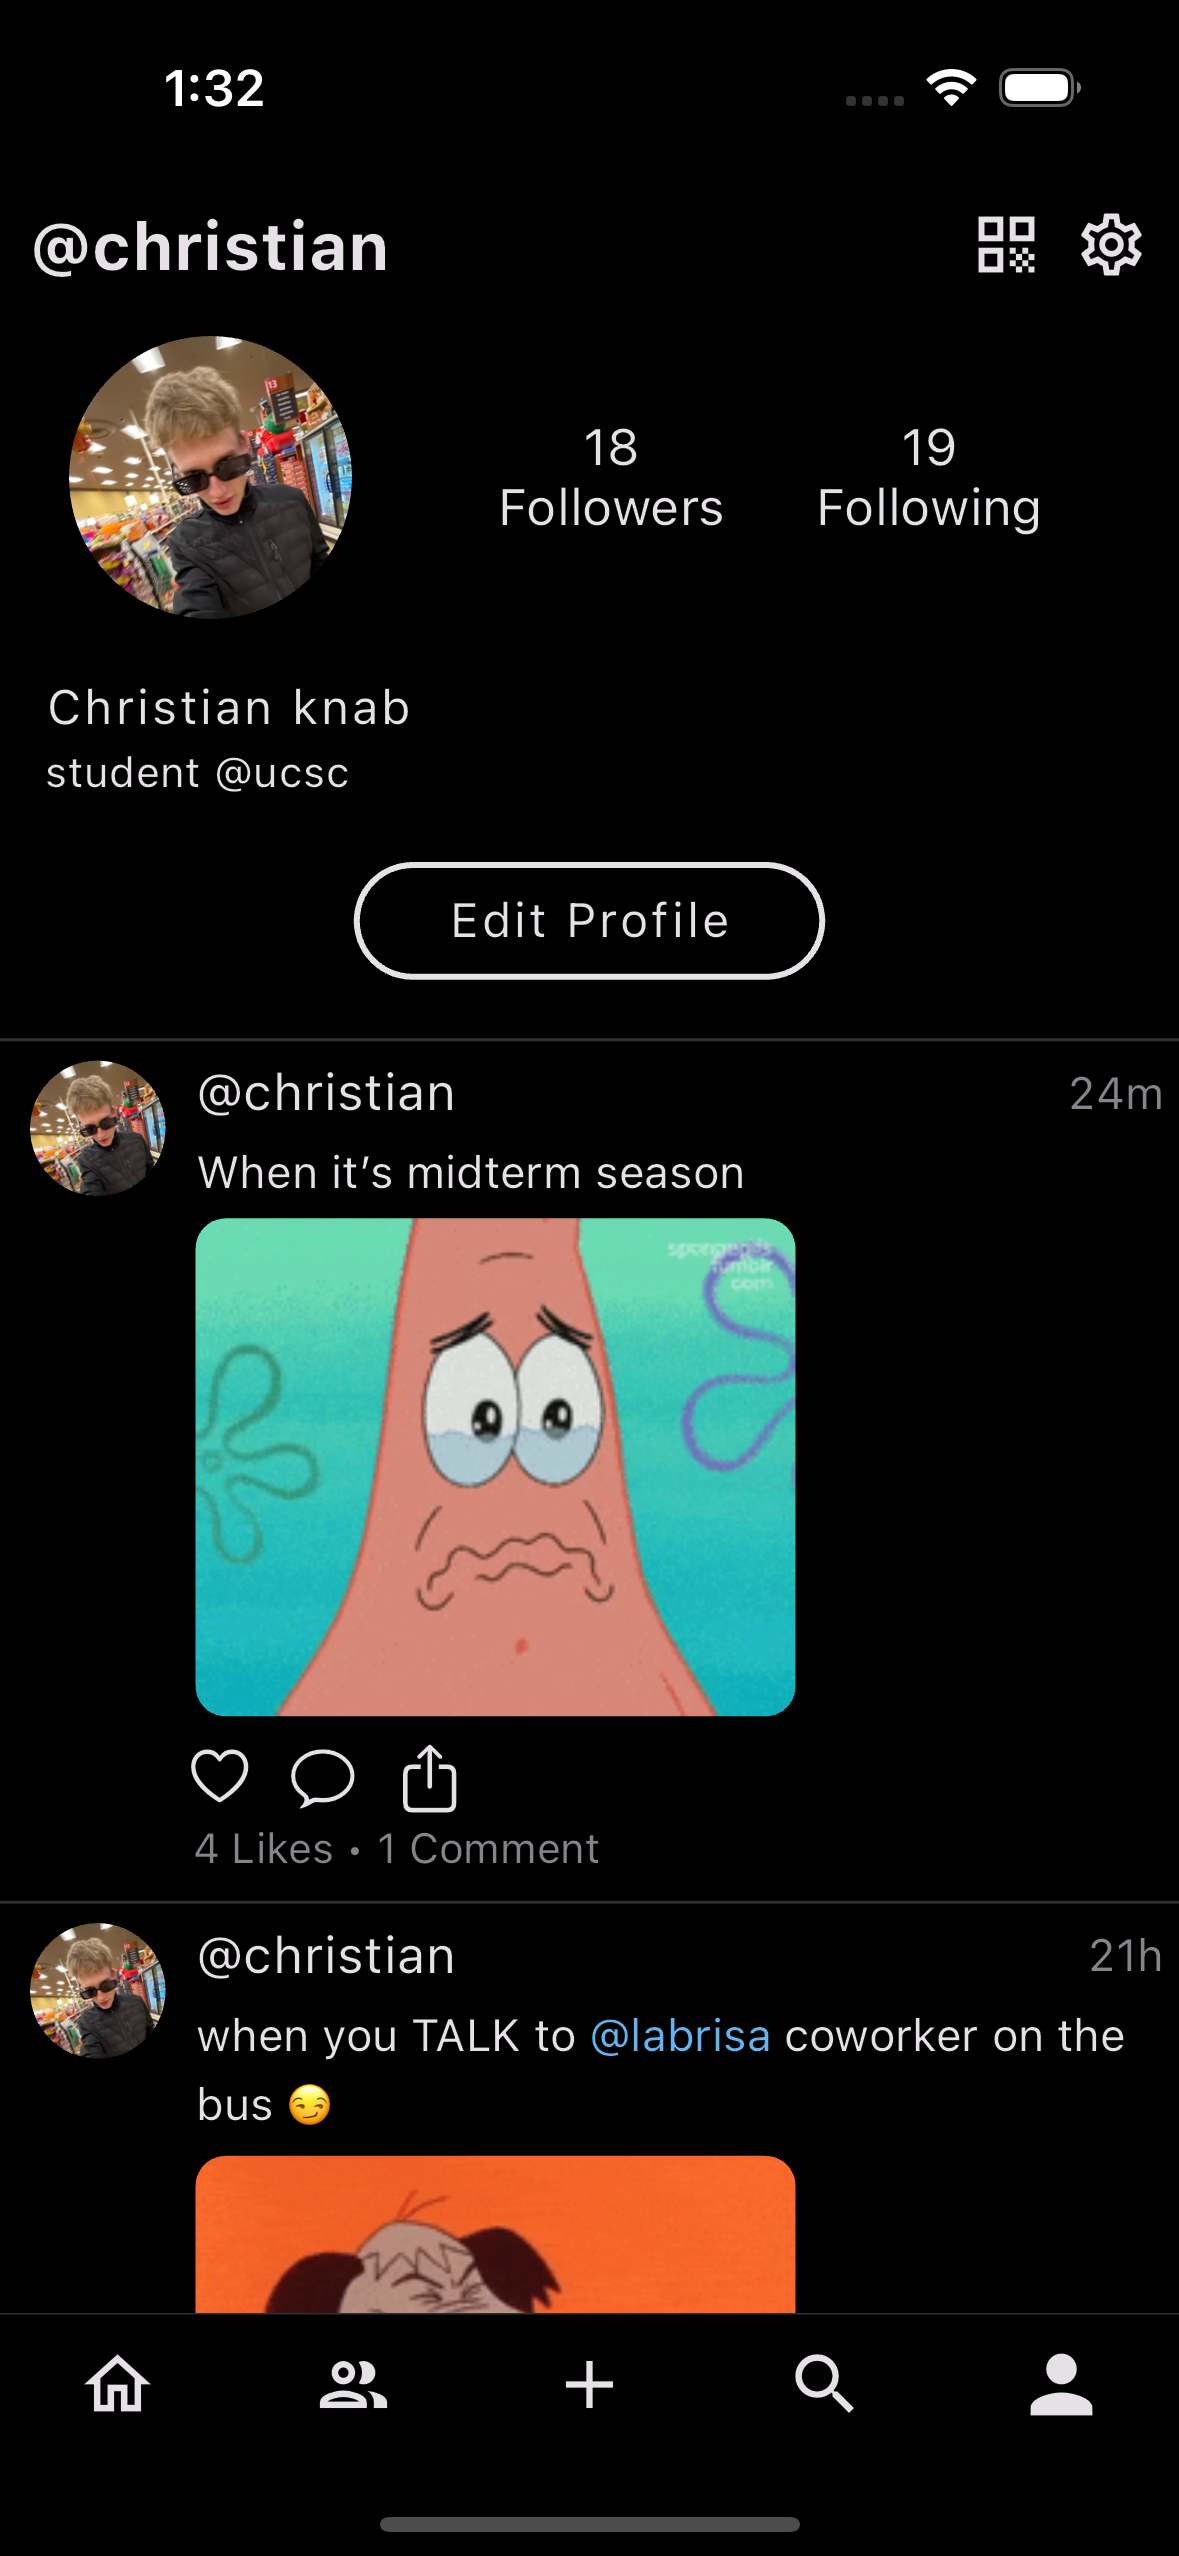 1:32
@christian
13
18
19
Followers
Following
Christian knab
student @ucsc
Edit Profile
@christian
24m
When it’s midterm season
spongegifs
tumblr
com
4 Likes • 1 Comment
@christian
21h
when you TALK to @labrisa coworker on the
bus 😏